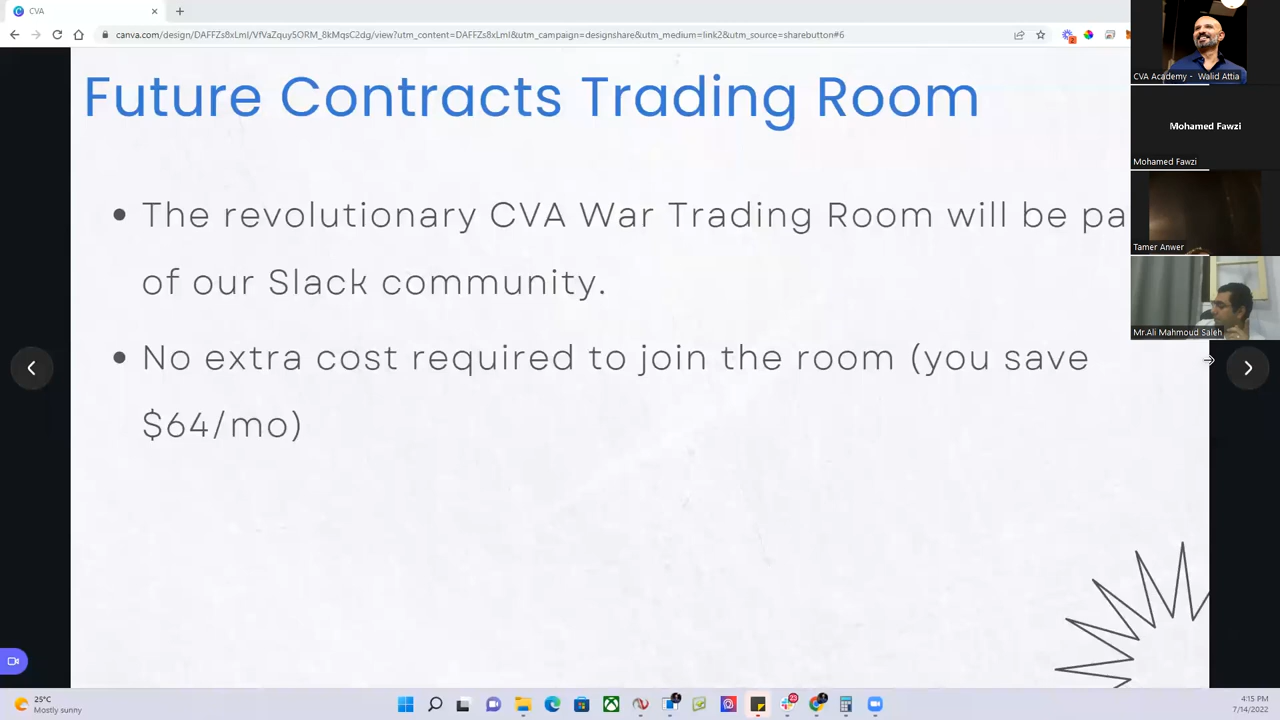 CVA
canva.com/design/DAFFZs8xLmI/VfVaZquy5ORM_8kMqsC2dg/view?utm_content=DAFFZs8xLmI&utm_campaign=designshare&utm_medium=link2&utm_source=sharebutton#6
CVA Academy - Walid Attia
Future Contracts Trading Room
Mohamed Fawzi
Mohamed Fawzi
The revolutionary CVA War Trading Room will be pa
Tamer Anwer
of our Slack community.
Mr.Ali Mahmoud Saleh
No extra cost required to join the room (you save
$64/mo)
25°C
Mostly sunny
23
4:15 PM
7/14/2022